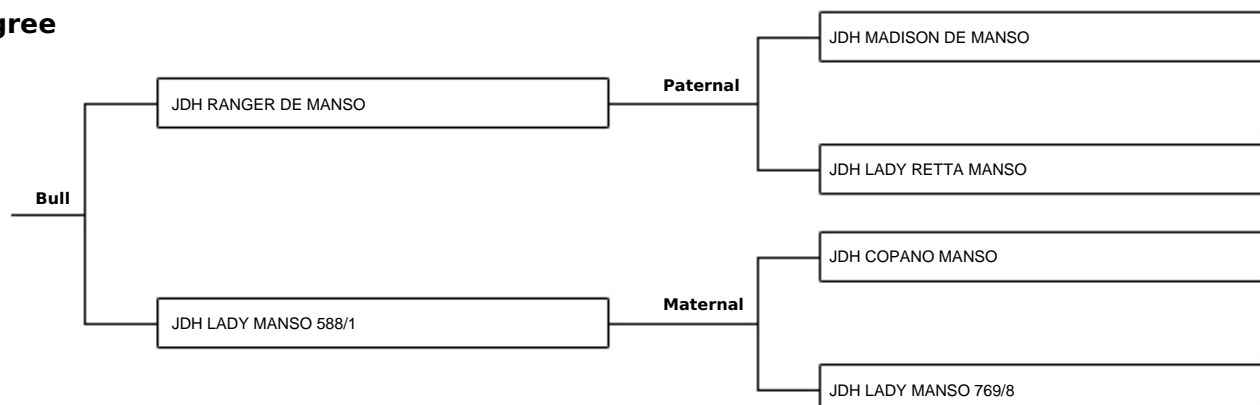 gree
JDH MADISON DE MANSO
Paternal
JDH RANGER DE MANSO
JDH LADY RETTA MANSO
Bull
JDH COPANO MANSO
Maternal
JDH LADY MANSO 588/1
JDH LADY MANSO 769/8